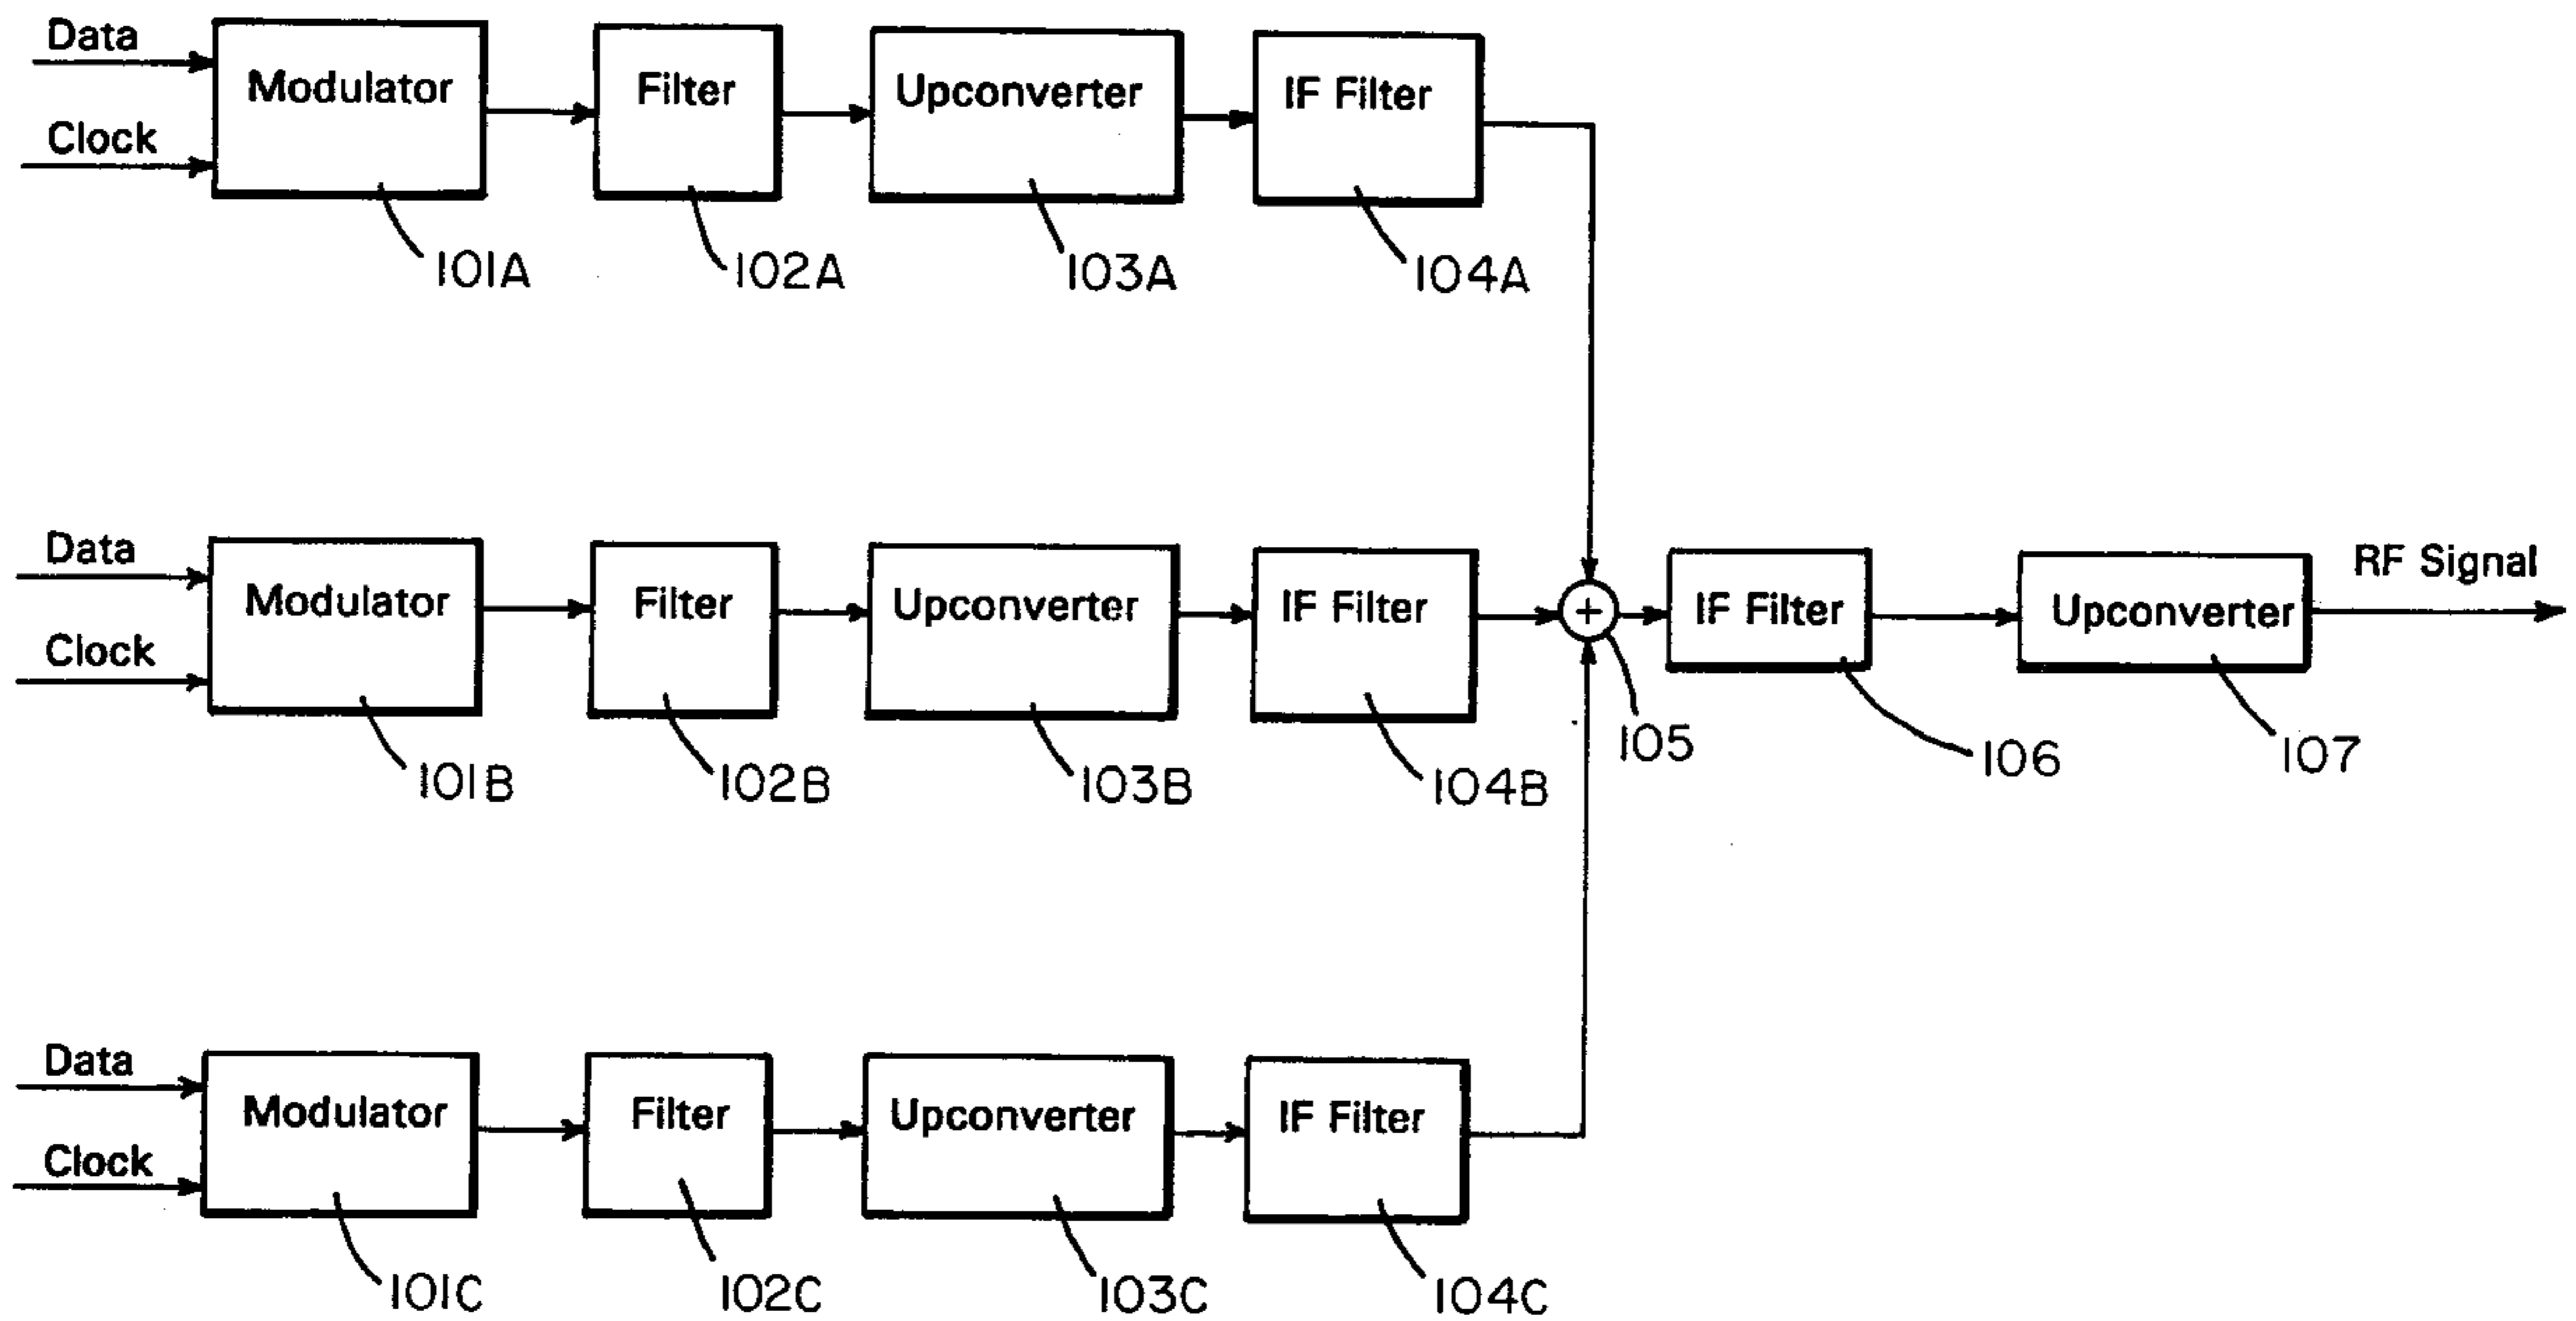 Data
Modulator
Filter
Upconverter
IF Filter
Clock
101A
102A
103A
104A
Data
Modulator
Filter
Upconverter
IF Filter
+
IF Filter
Upconverter
RF Signal
Clock
101B
102B
103B
104B
105
106
107
Data
Modulator
Filter
Upconverter
IF Filter
Clock
101C
102C
103C
104C